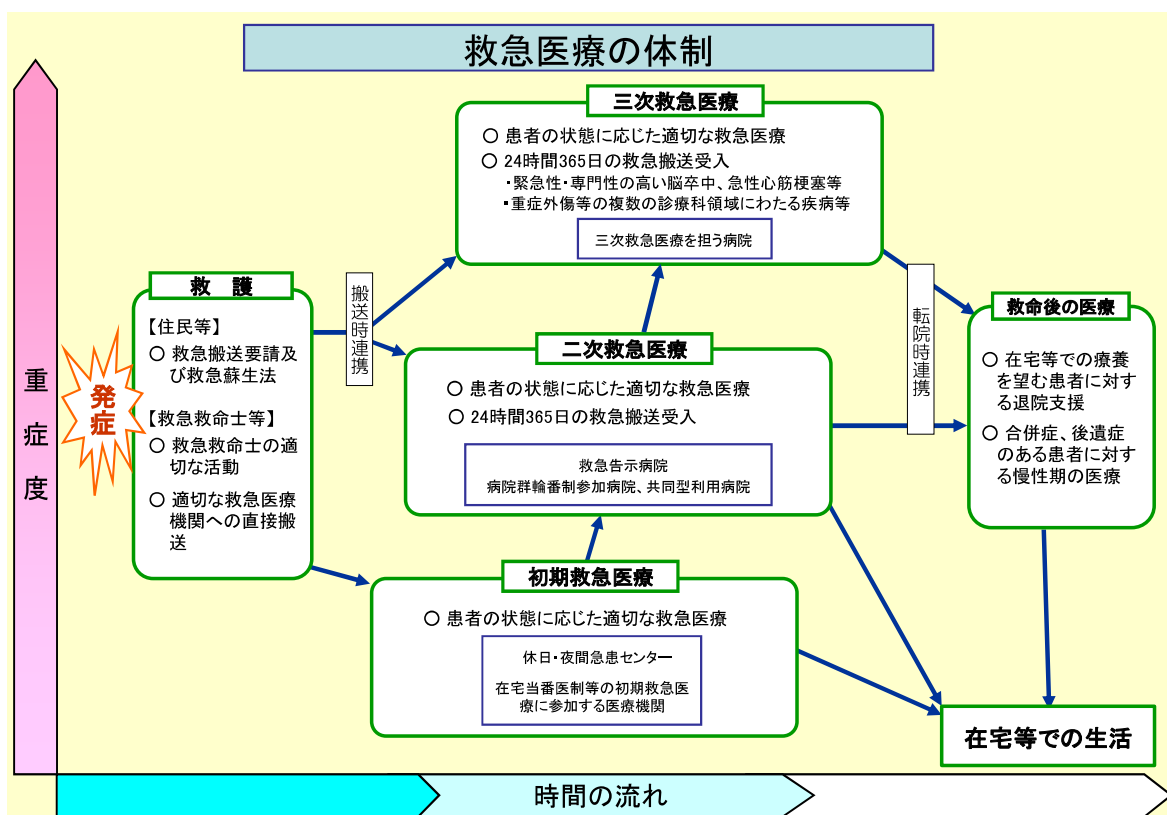 救急医療の体制
三次救急医療
○ 患者の状態に応じた適切な救急医療
○ 24時間365日の救急搬送受入
・緊急性・専門性の高い脳卒中、急性心筋梗塞等
・重症外傷等の複数の診療科領域にわたる疾病等
三次救急医療を担う病院
救 護
【住民等】
○ 救急搬送要請及
び救急蘇生法
【救急救命士等】
○ 救急救命士の適
切な活動
○ 適切な救急医療
機関への直接搬
送
発症
重症度
搬送時連携
二次救急医療
○ 患者の状態に応じた適切な救急医療
○ 24時間365日の救急搬送受入
救急告示病院
病院群輪番制参加病院、共同型利用病院
初期救急医療
○ 患者の状態に応じた適切な救急医療
休日・夜間急患センター
在宅当番医制等の初期救急医
療に参加する医療機関
転院時連携
救命後の医療
○ 在宅等での療養
を望む患者に対す
る退院支援
○ 合併症、後遺症
のある患者に対す
る慢性期の医療
在宅等での生活
時間の流れ